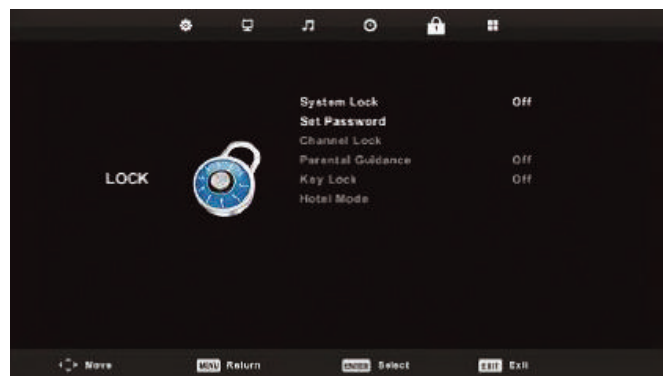 System Lock Off
Set Password
Channel Lock
Parental Guidance Off
LOCK
Key Lock Off
Hotel Mode
Move MENU Return ENTER Select EXIT Exit